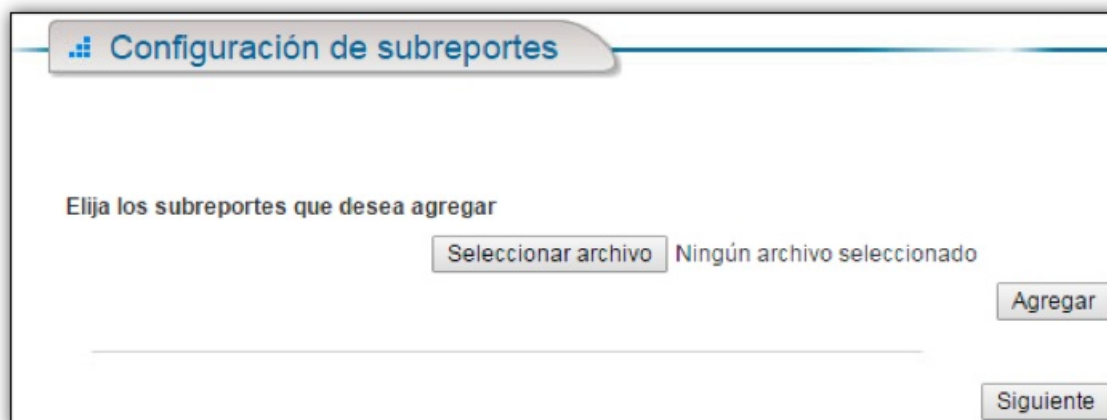 Configuración de subreportes
Elija los subreportes que desea agregar
Seleccionar archivo Ningún archivo seleccionado
Agregar
Siguiente